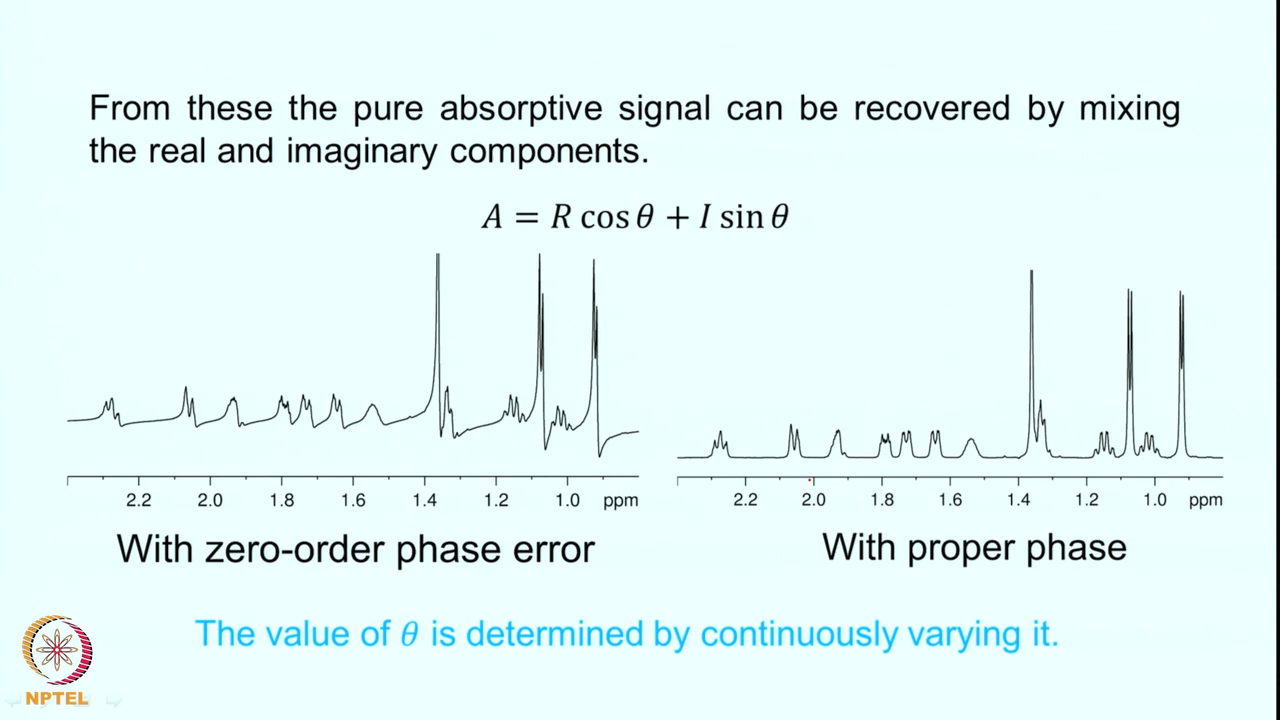 From these the pure absorptive signal can be recovered by mixing
the real and imaginary components.
A = R cos θ + I sin θ
2.2 2.0 1.8 1.6 1.4 1.2 1.0 ppm
2.2 2.0 1.8 1.6 1.4 1.2 1.0 ppm
With zero-order phase error
With proper phase
The value of θ is determined by continuously varying it.
NPTEL